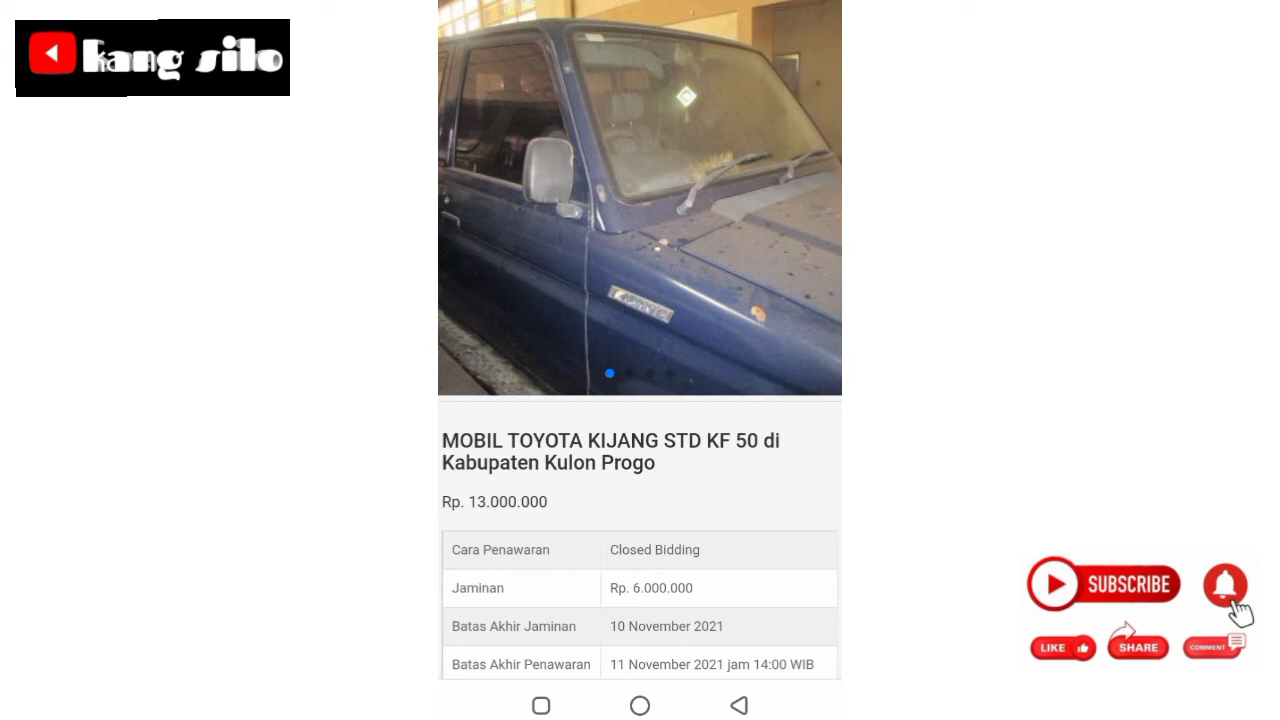 kang silo
MOBIL TOYOTA KIJANG STD KF 50 di
Kabupaten Kulon Progo
Rp. 13.000.000
Cara Penawaran Closed Bidding
Jaminan Rp. 6.000.000
Batas Akhir Jaminan 10 November 2021
Batas Akhir Penawaran 11 November 2021 jam 14:00 WIB
SUBSCRIBE
LIKE SHARE COMMENT